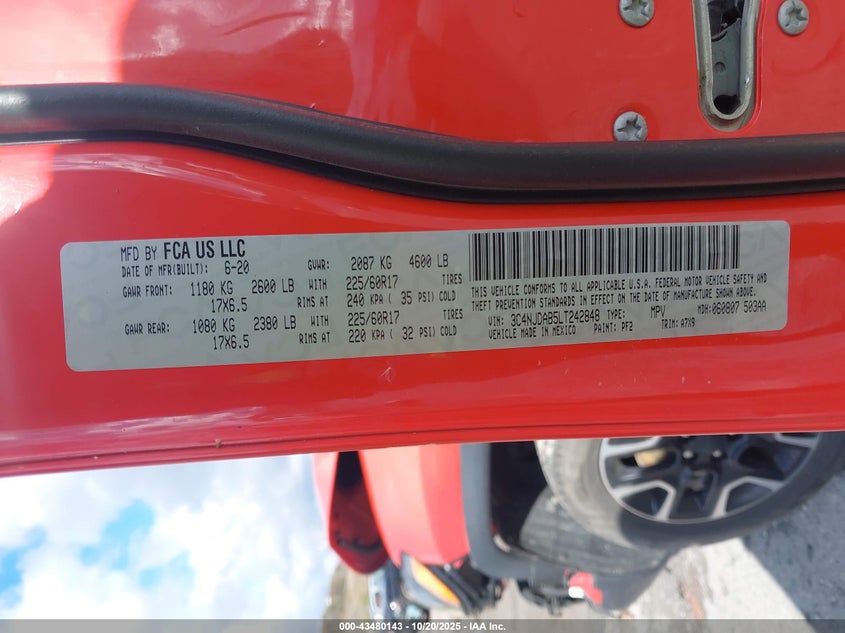 MFD BY FCA US LLC
DATE OF MFR(BUILT): 6-20 GVWR: 2087 KG 4600 LB
GAWR FRONT: 1180 KG 2600 LB WITH 225/60R17 TIRES
17X6.5 RIMS AT 240 KPA ( 35 PSI) COLD
GAWR REAR: 1080 KG 2380 LB WITH 225/60R17 TIRES
17X6.5 RIMS AT 220 KPA ( 32 PSI) COLD
THIS VEHICLE CONFORMS TO ALL APPLICABLE U.S.A. FEDERAL MOTOR VEHICLE SAFETY AND
THEFT PREVENTION STANDARDS IN EFFECT ON THE DATE OF MANUFACTURE SHOWN ABOVE.
VIN: 3C4NJDAB5LT242848 TYPE: MPV MDH: 060807 503AA
VEHICLE MADE IN MEXICO PAINT: PF2 TRIM: A7X9
000-43480143 - 10/20/2025 - IAA Inc.